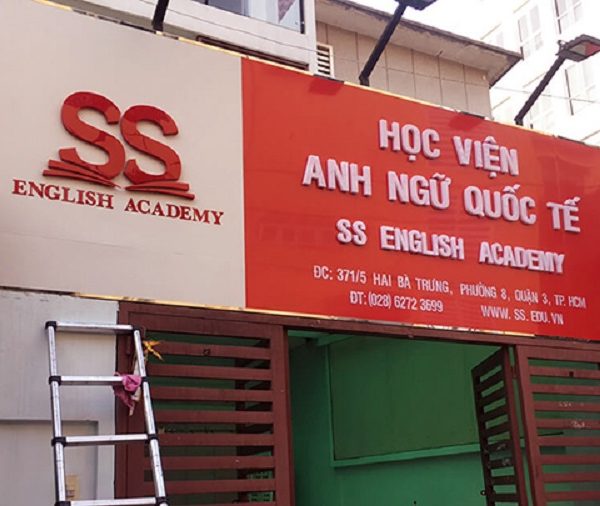 SS
ENGLISH ACADEMY
HỌC VIỆN
ANH NGỮ QUỐC TẾ
SS ENGLISH ACADEMY
ĐC: 371/5 HAI BÀ TRƯNG, PHƯỜNG 8, QUẬN 3, TP. HCM
ĐT: (028) 6272 3699 WWW. SS. EDU.VN